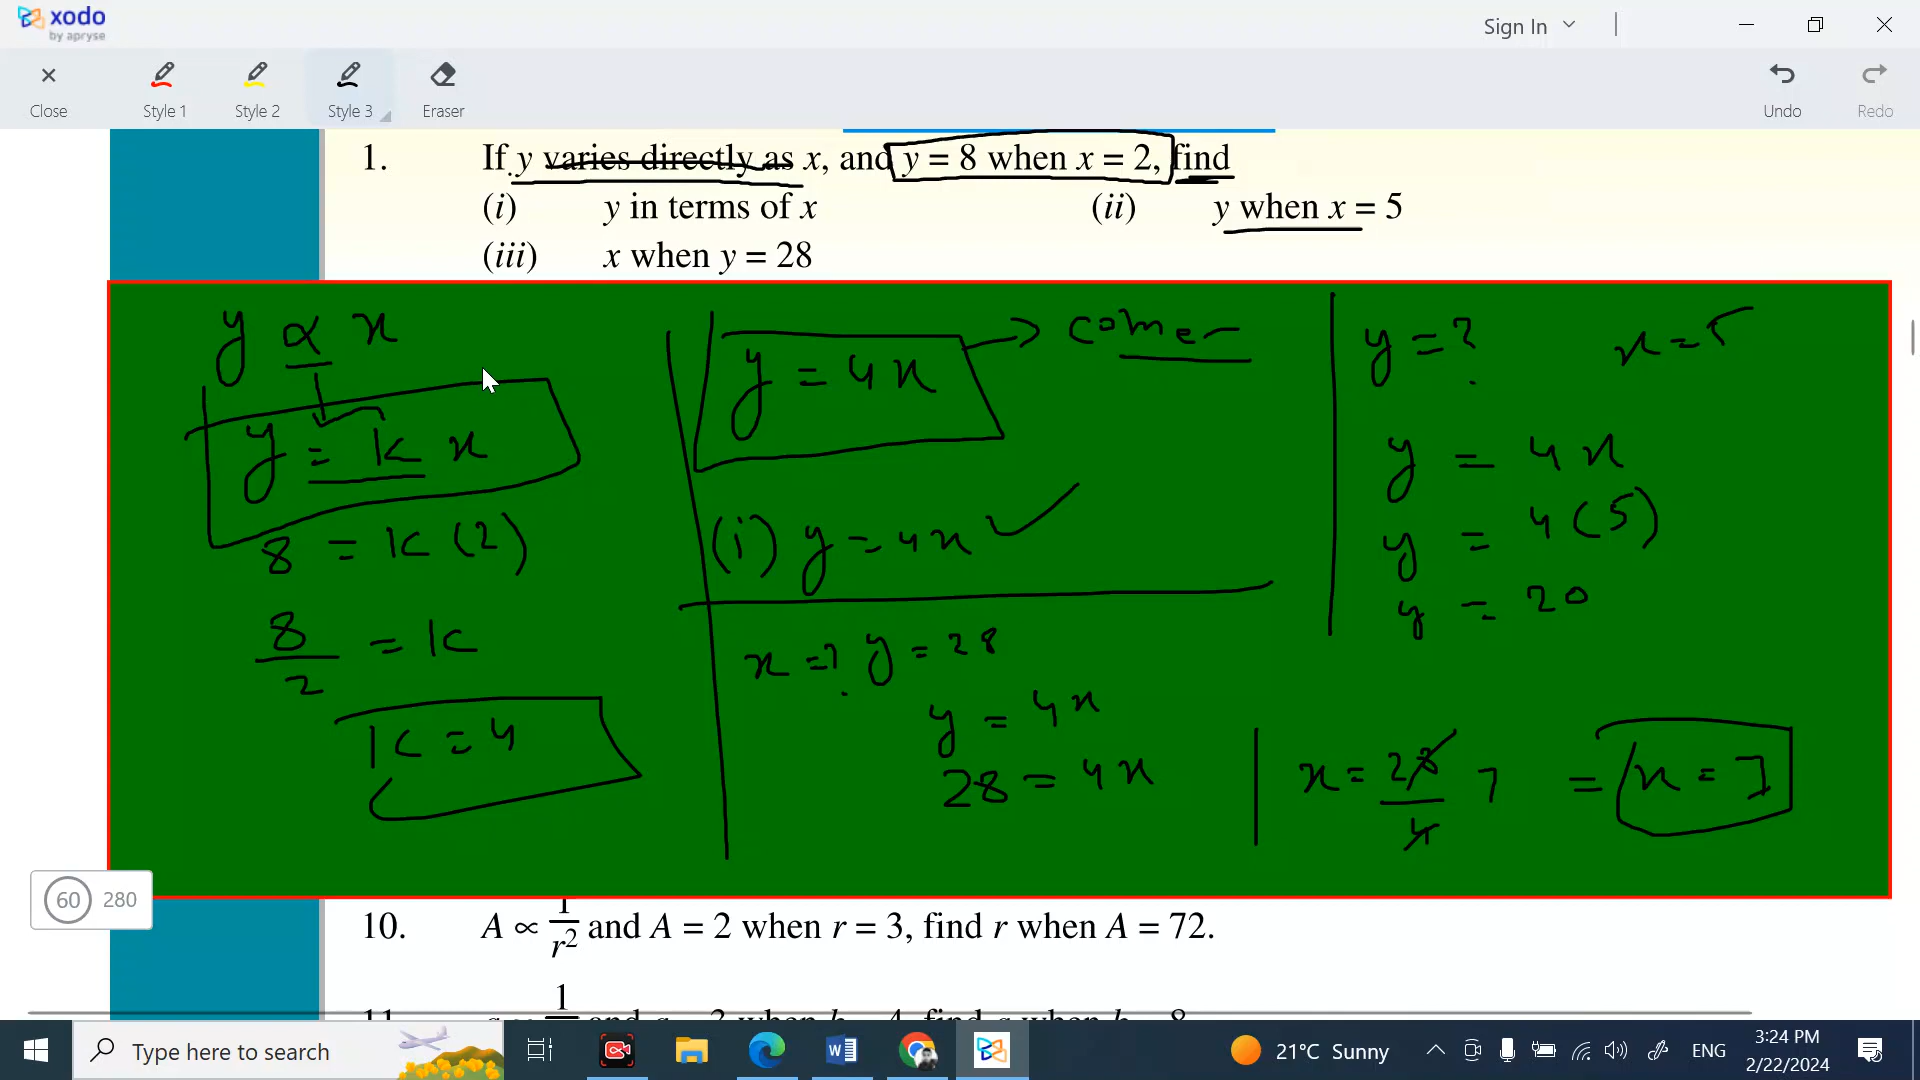 xodo
by apryse
Sign In
Close
Style 1
Style 2
Style 3
Eraser
Undo
Redo
1. If y varies directly as x, and y = 8 when x = 2, find
(i) y in terms of x (ii) y when x = 5
(iii) x when y = 28
y ∝ x
y = k x
8 = k (2)
8/2 = k
k = 4
y = 4x
(i) y = 4x ✓
x = ? y = 28
y = 4x
28 = 4x
y = ? x = 5
y = 4x
y = 4(5)
y = 20
x = 28/4 7 = x = 7
60 280
10. A ∝ 1/r² and A = 2 when r = 3, find r when A = 72.
Type here to search
21°C Sunny
ENG
3:24 PM
2/22/2024